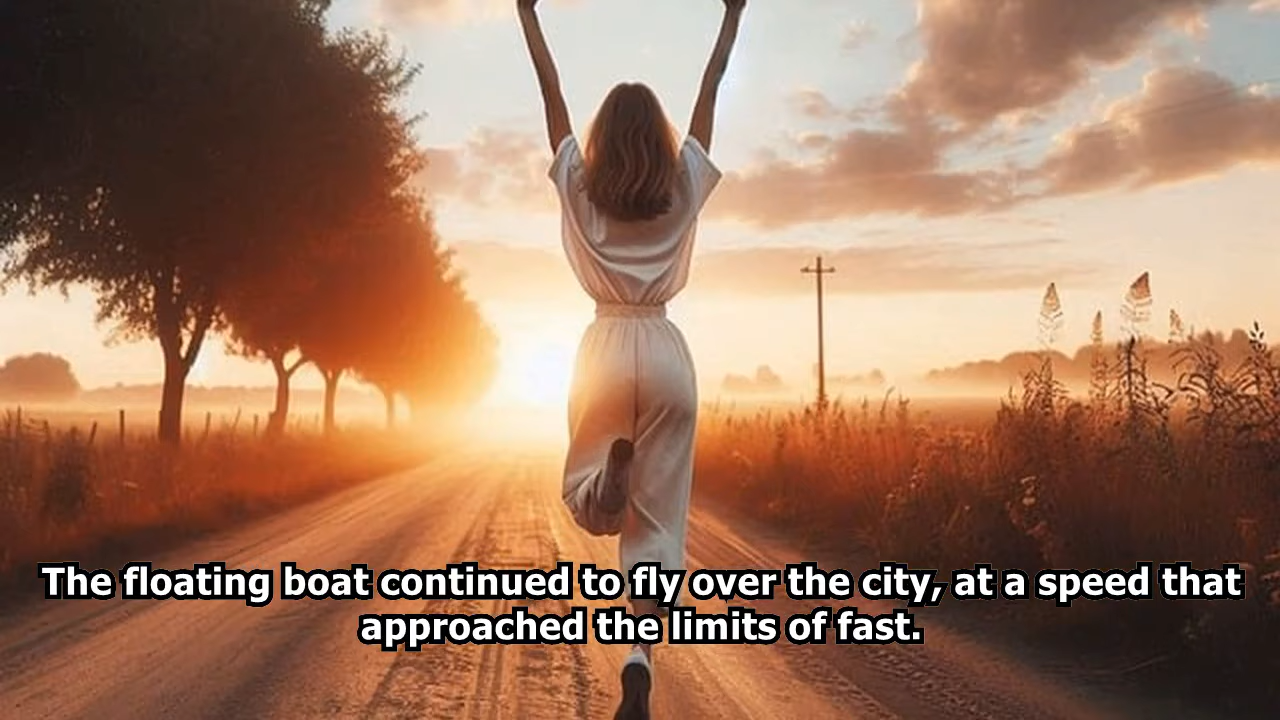 The floating boat continued to fly over the city, at a speed that
approached the limits of fast.